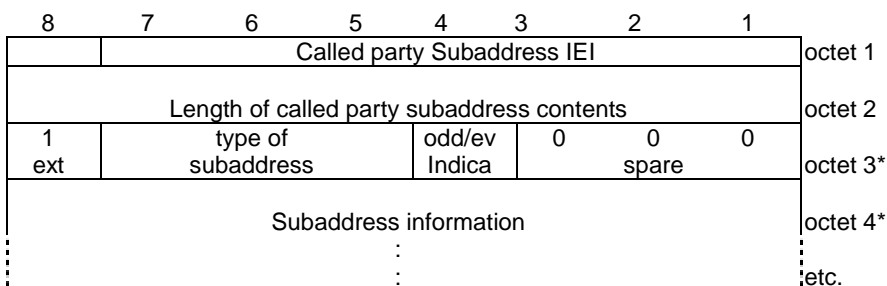 8 7 6 5 4 3 2 1
Called party Subaddress IEI octet 1
Length of called party subaddress contents octet 2
1 type of odd/ev 0 0 0
ext subaddress Indica spare octet 3*
Subaddress information octet 4*
:
: etc.